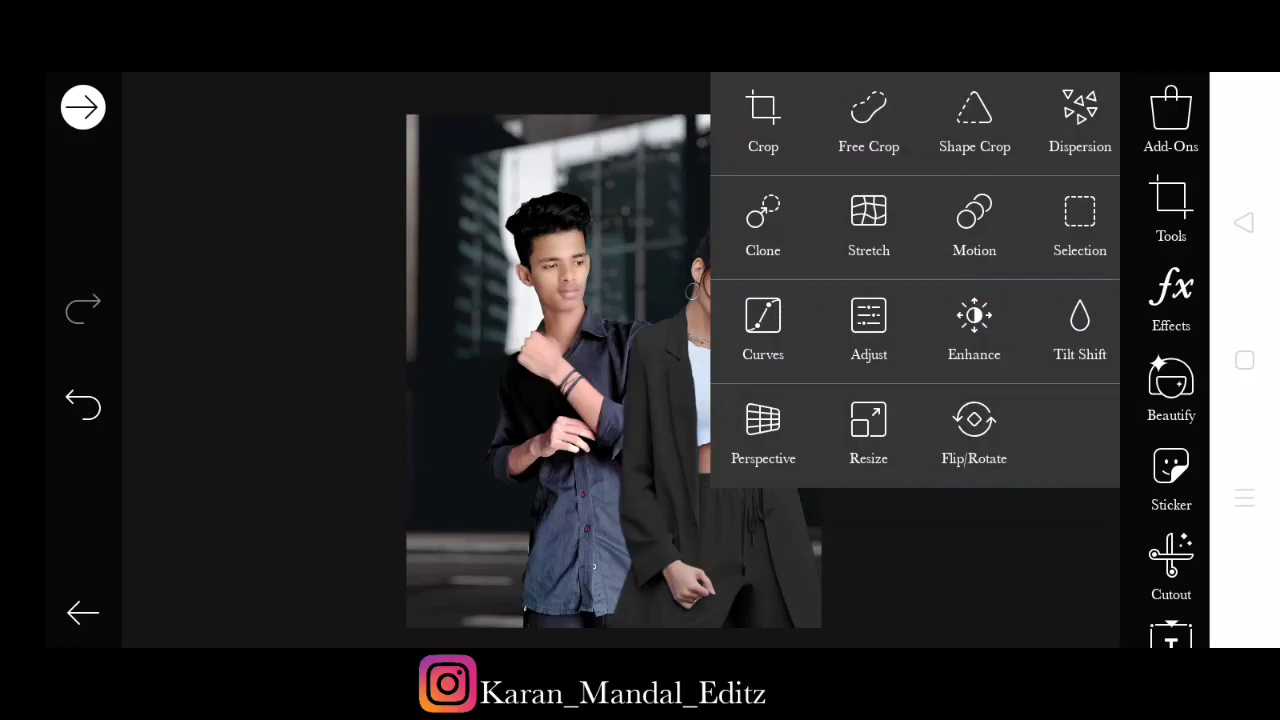 Crop Free Crop Shape Crop Dispersion
Clone Stretch Motion Selection
Curves Adjust Enhance Tilt Shift
Perspective Resize Flip/Rotate
Add-Ons
Tools
fx
Effects
Beautify
Sticker
Cutout
T
Karan_Mandal_Editz